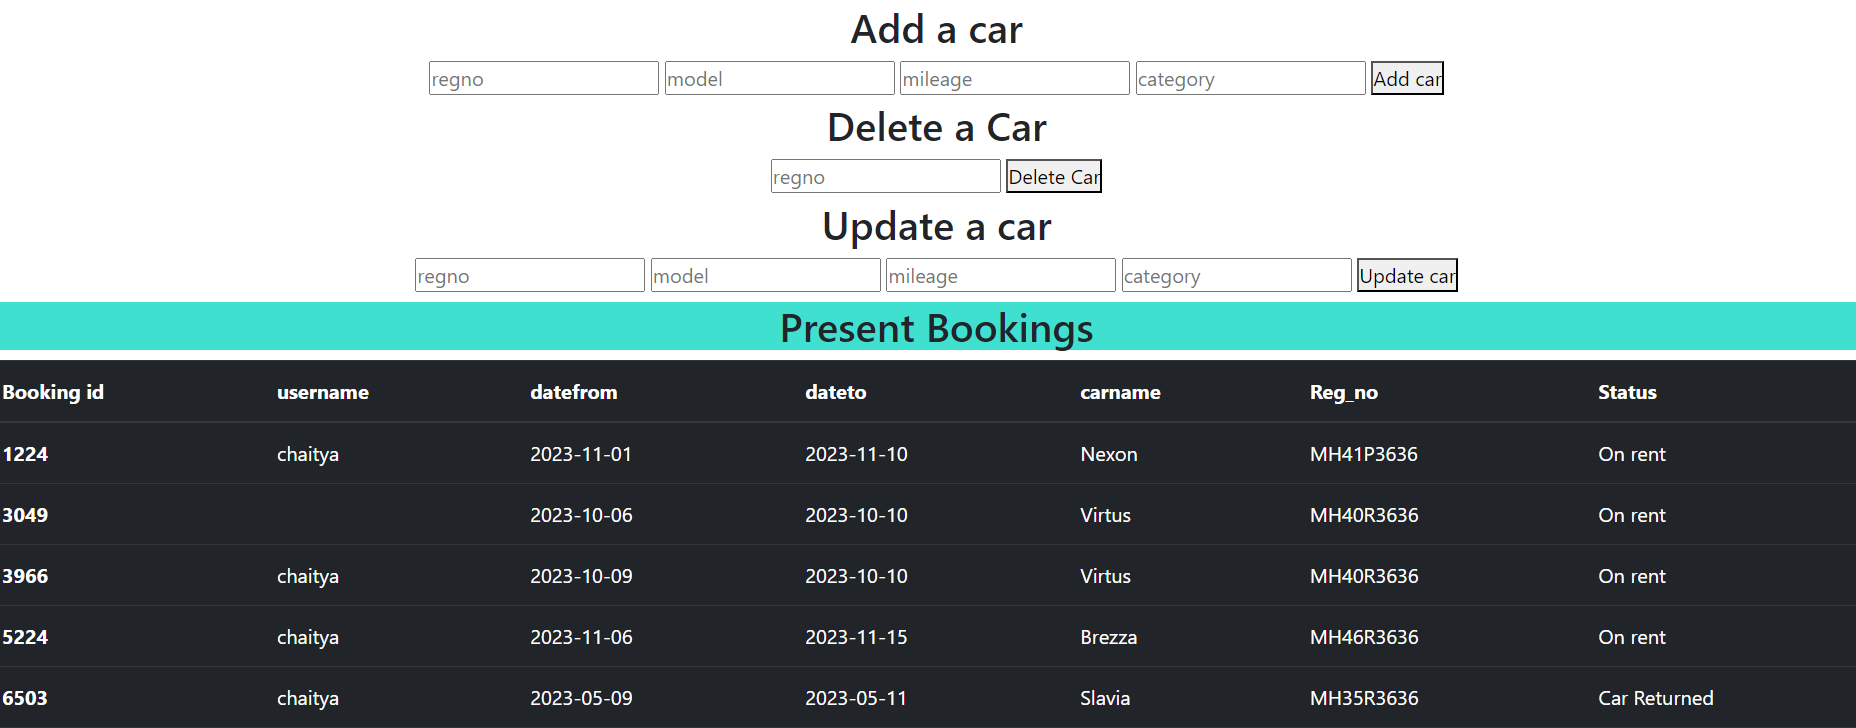 Add a car
regno model mileage category Add car
Delete a Car
regno Delete Car
Update a car
regno model mileage category Update car
Present Bookings
Booking id username datefrom dateto carname Reg_no Status
1224 chaitya 2023-11-01 2023-11-10 Nexon MH41P3636 On rent
3049 2023-10-06 2023-10-10 Virtus MH40R3636 On rent
3966 chaitya 2023-10-09 2023-10-10 Virtus MH40R3636 On rent
5224 chaitya 2023-11-06 2023-11-15 Brezza MH46R3636 On rent
6503 chaitya 2023-05-09 2023-05-11 Slavia MH35R3636 Car Returned